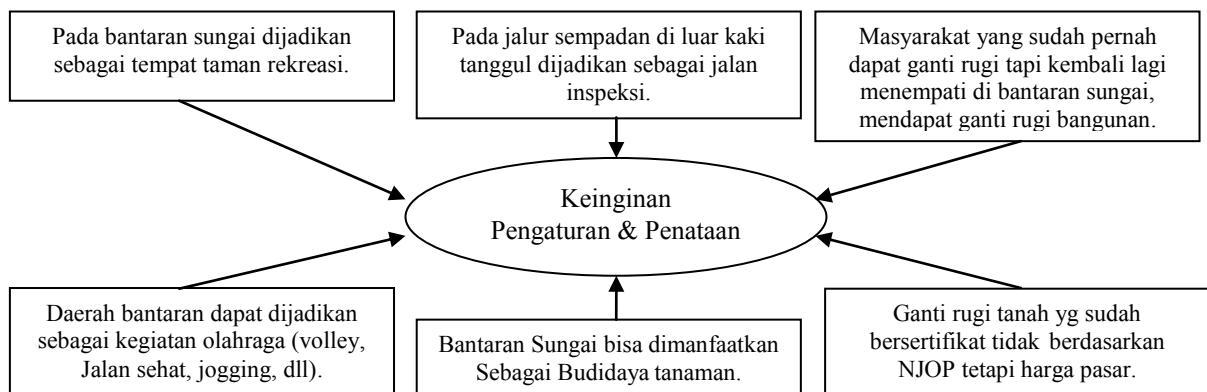 Pada bantaran sungai dijadikan
sebagai tempat taman rekreasi.
Pada jalur sempadan di luar kaki
tanggul dijadikan sebagai jalan
inspeksi.
Masyarakat yang sudah pernah
dapat ganti rugi tapi kembali lagi
menempati di bantaran sungai,
mendapat ganti rugi bangunan.
Keinginan
Pengaturan & Penataan
Daerah bantaran dapat dijadikan
sebagai kegiatan olahraga (volley,
Jalan sehat, jogging, dll).
Bantaran Sungai bisa dimanfaatkan
Sebagai Budidaya tanaman.
Ganti rugi tanah yg sudah
bersertifikat tidak berdasarkan
NJOP tetapi harga pasar.